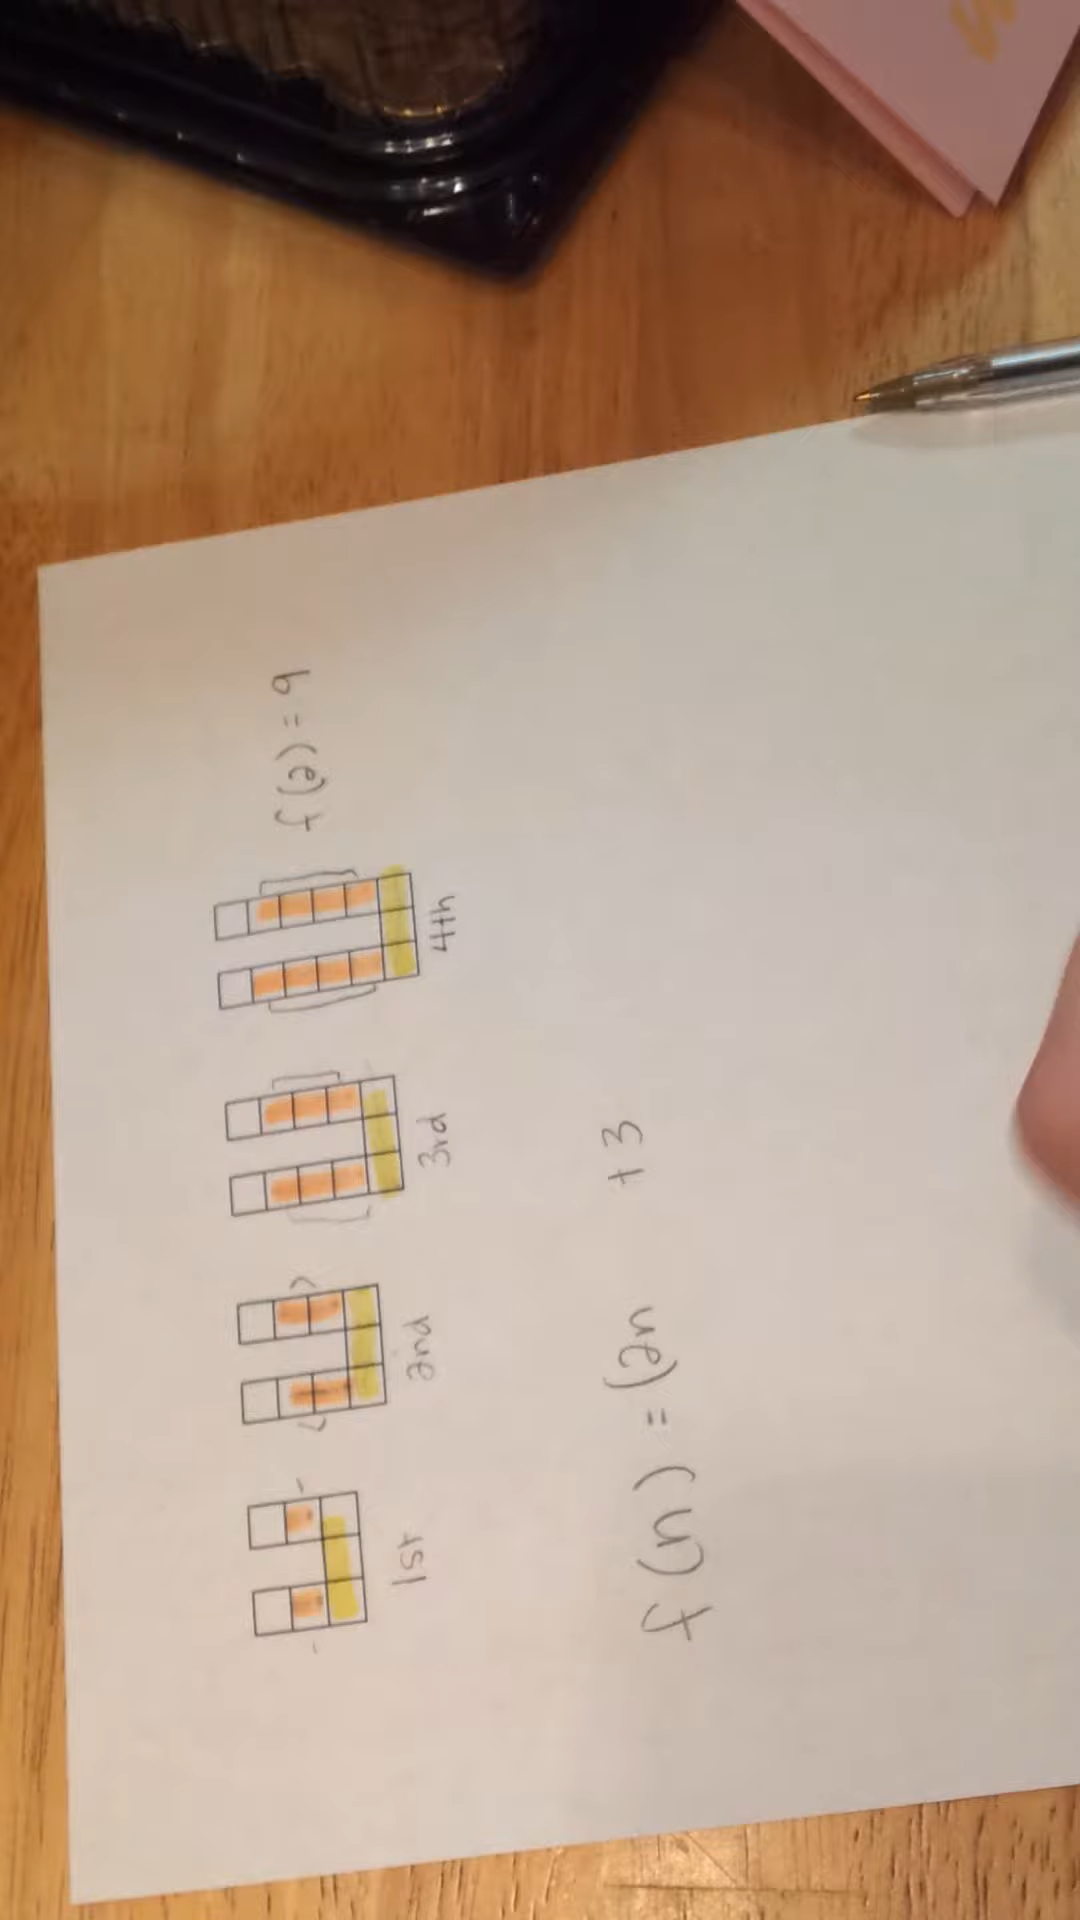 f(2) = 9
1st 2nd 3rd 4th
f(n) = (2n +3